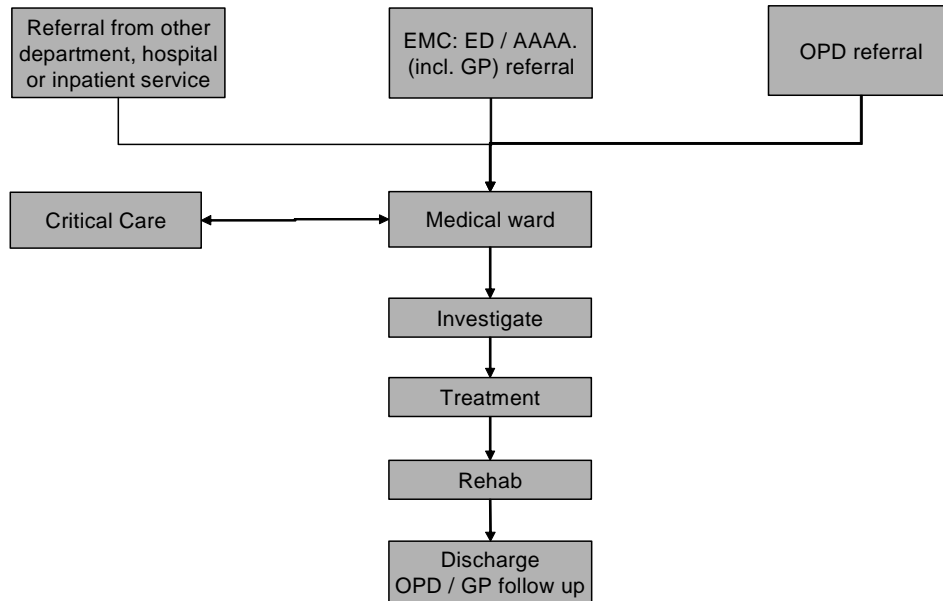 Referral from other
department, hospital
or inpatient service
EMC: ED / AAAA.
(incl. GP) referral
OPD referral
Critical Care
Medical ward
Investigate
Treatment
Rehab
Discharge
OPD / GP follow up